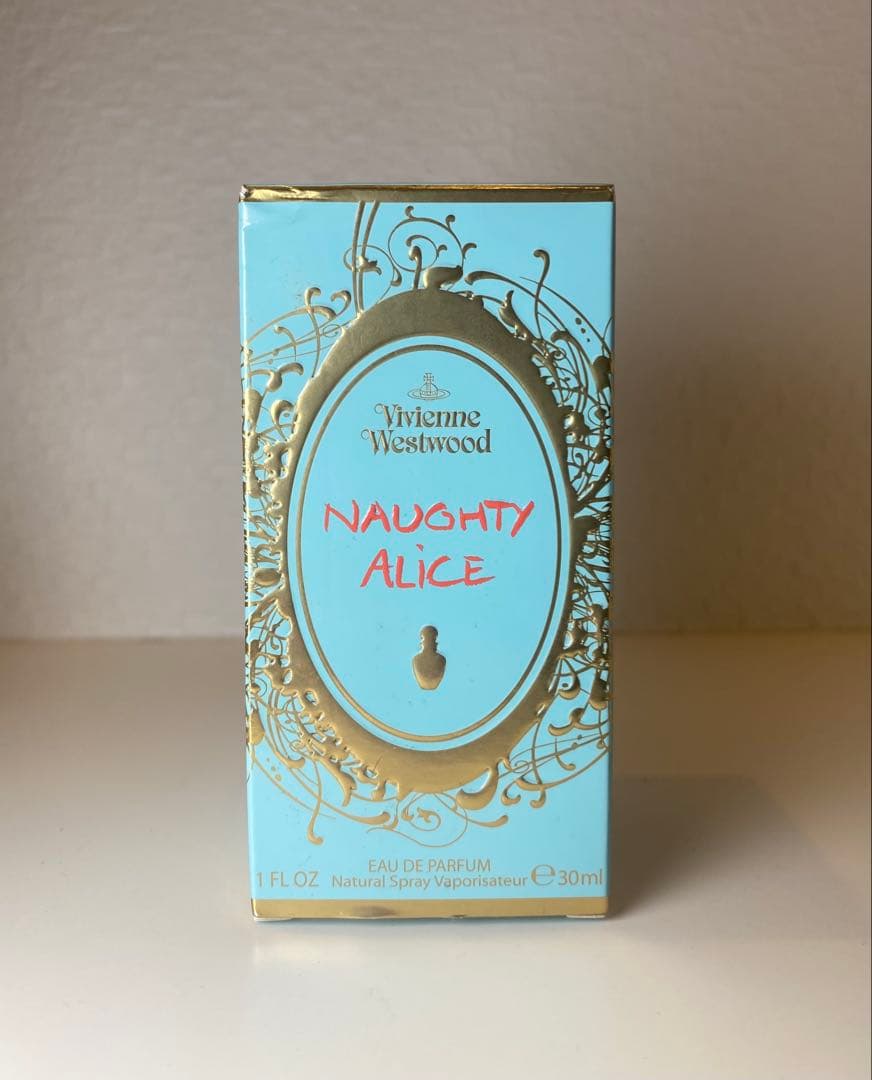 Vivienne
Westwood
NAUGHTY
ALiCE
EAU DE PARFUM
1 FL OZ Natural Spray Vaporisateur ℮30ml